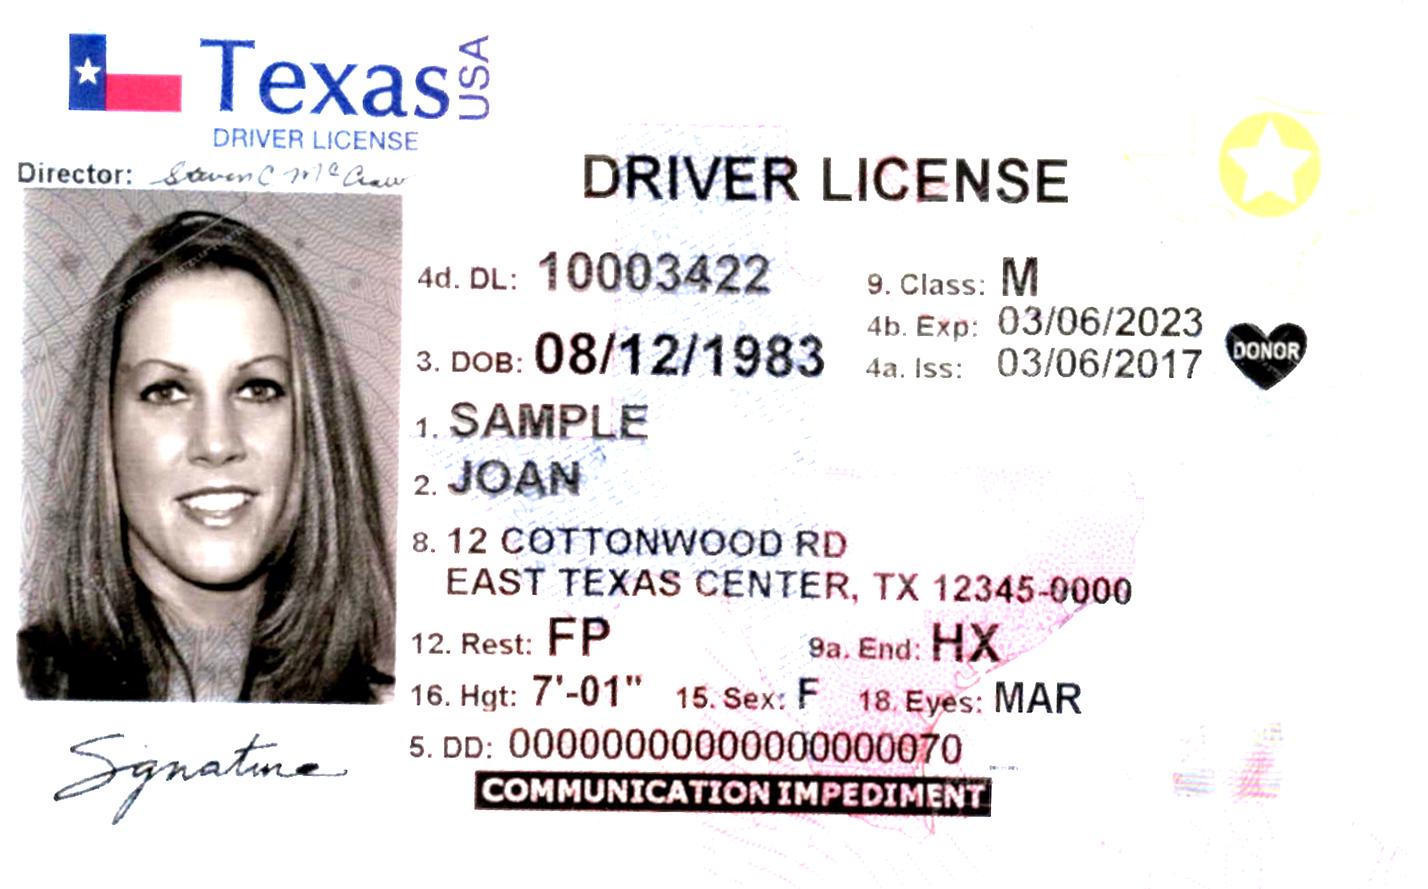 Texas USA
DRIVER LICENSE
Director: Steven C McCraw
DRIVER LICENSE
4d. DL: 10003422
9. Class: M
4b. Exp: 03/06/2023
3. DOB: 08/12/1983
4a. Iss: 03/06/2017
DONOR
1. SAMPLE
2. JOAN
8. 12 COTTONWOOD RD
EAST TEXAS CENTER, TX 12345-0000
12. Rest: FP
9a. End: HX
16. Hgt: 7'-01" 15. Sex: F 18. Eyes: MAR
5. DD: 00000000000000000070
Signature
COMMUNICATION IMPEDIMENT